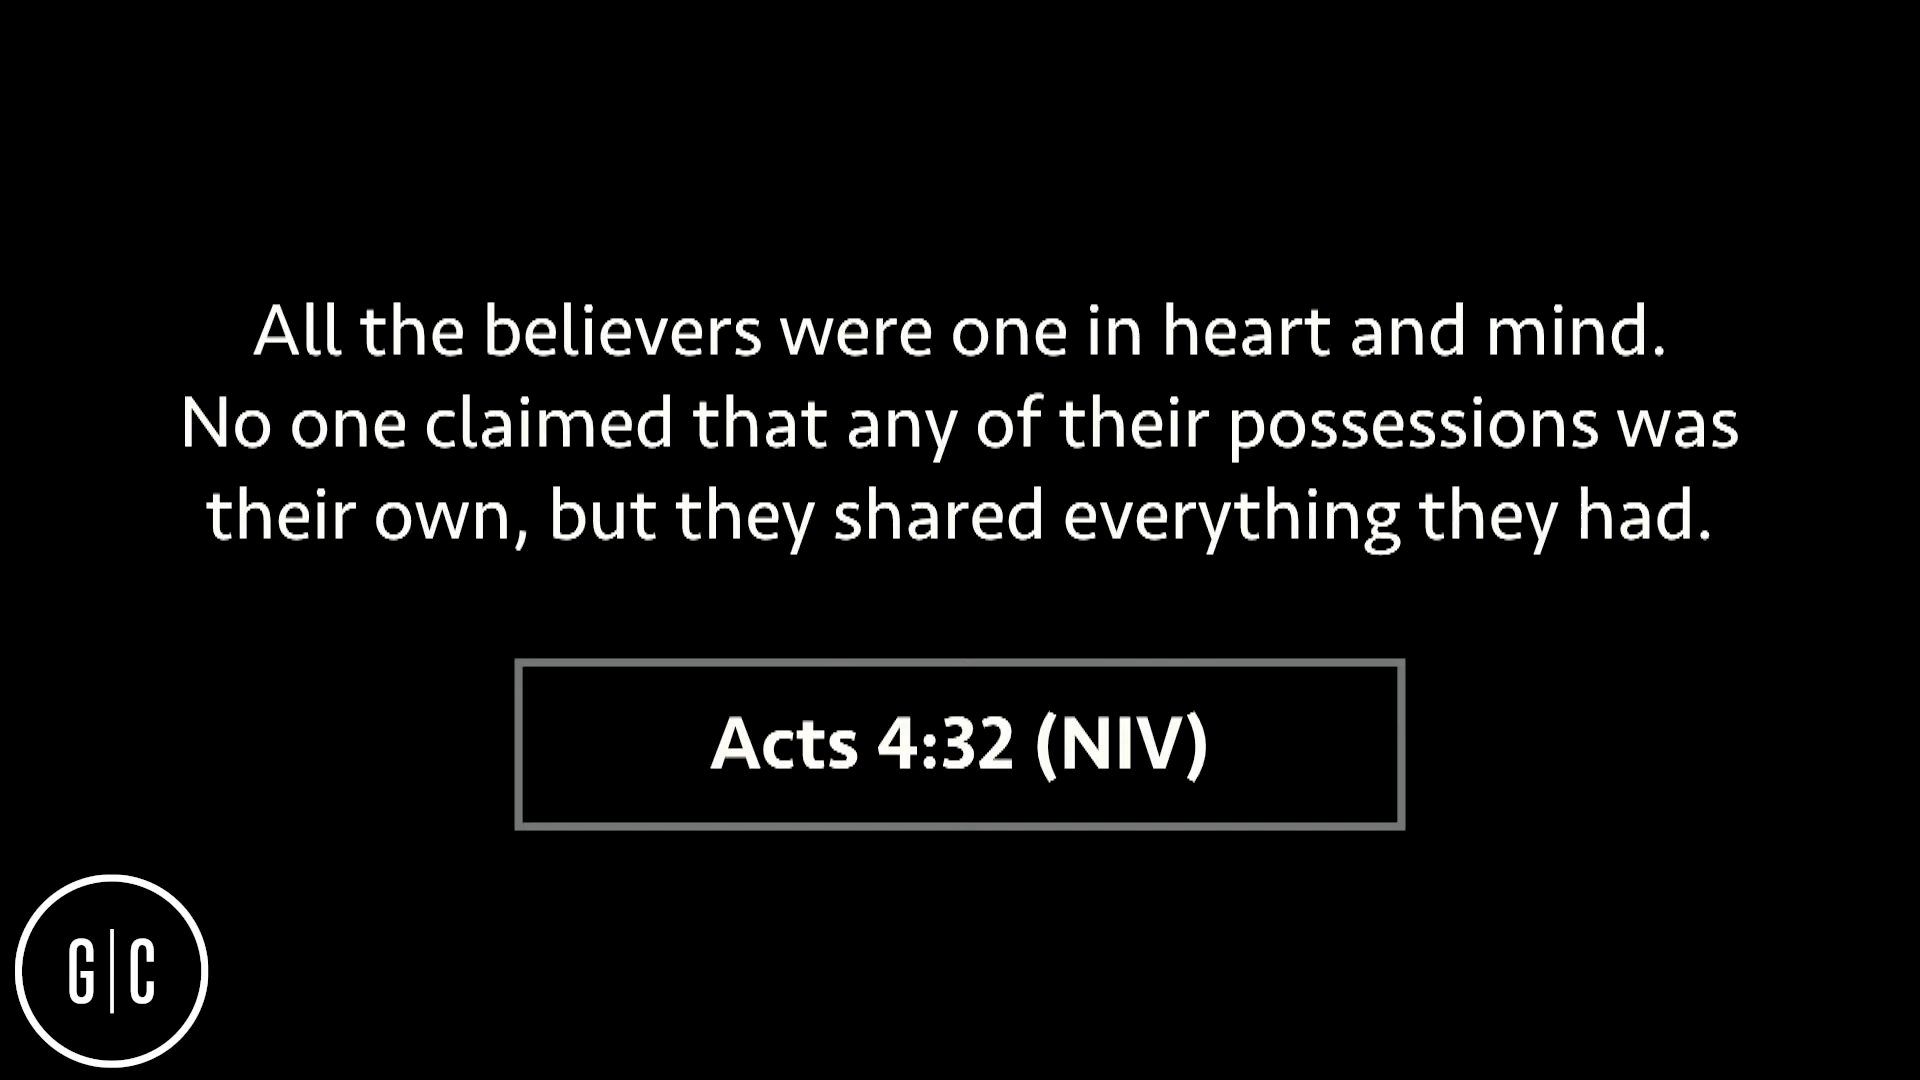 All the believers were one in heart and mind.
No one claimed that any of their possessions was
their own, but they shared everything they had.
Acts 4:32 (NIV)
G|C